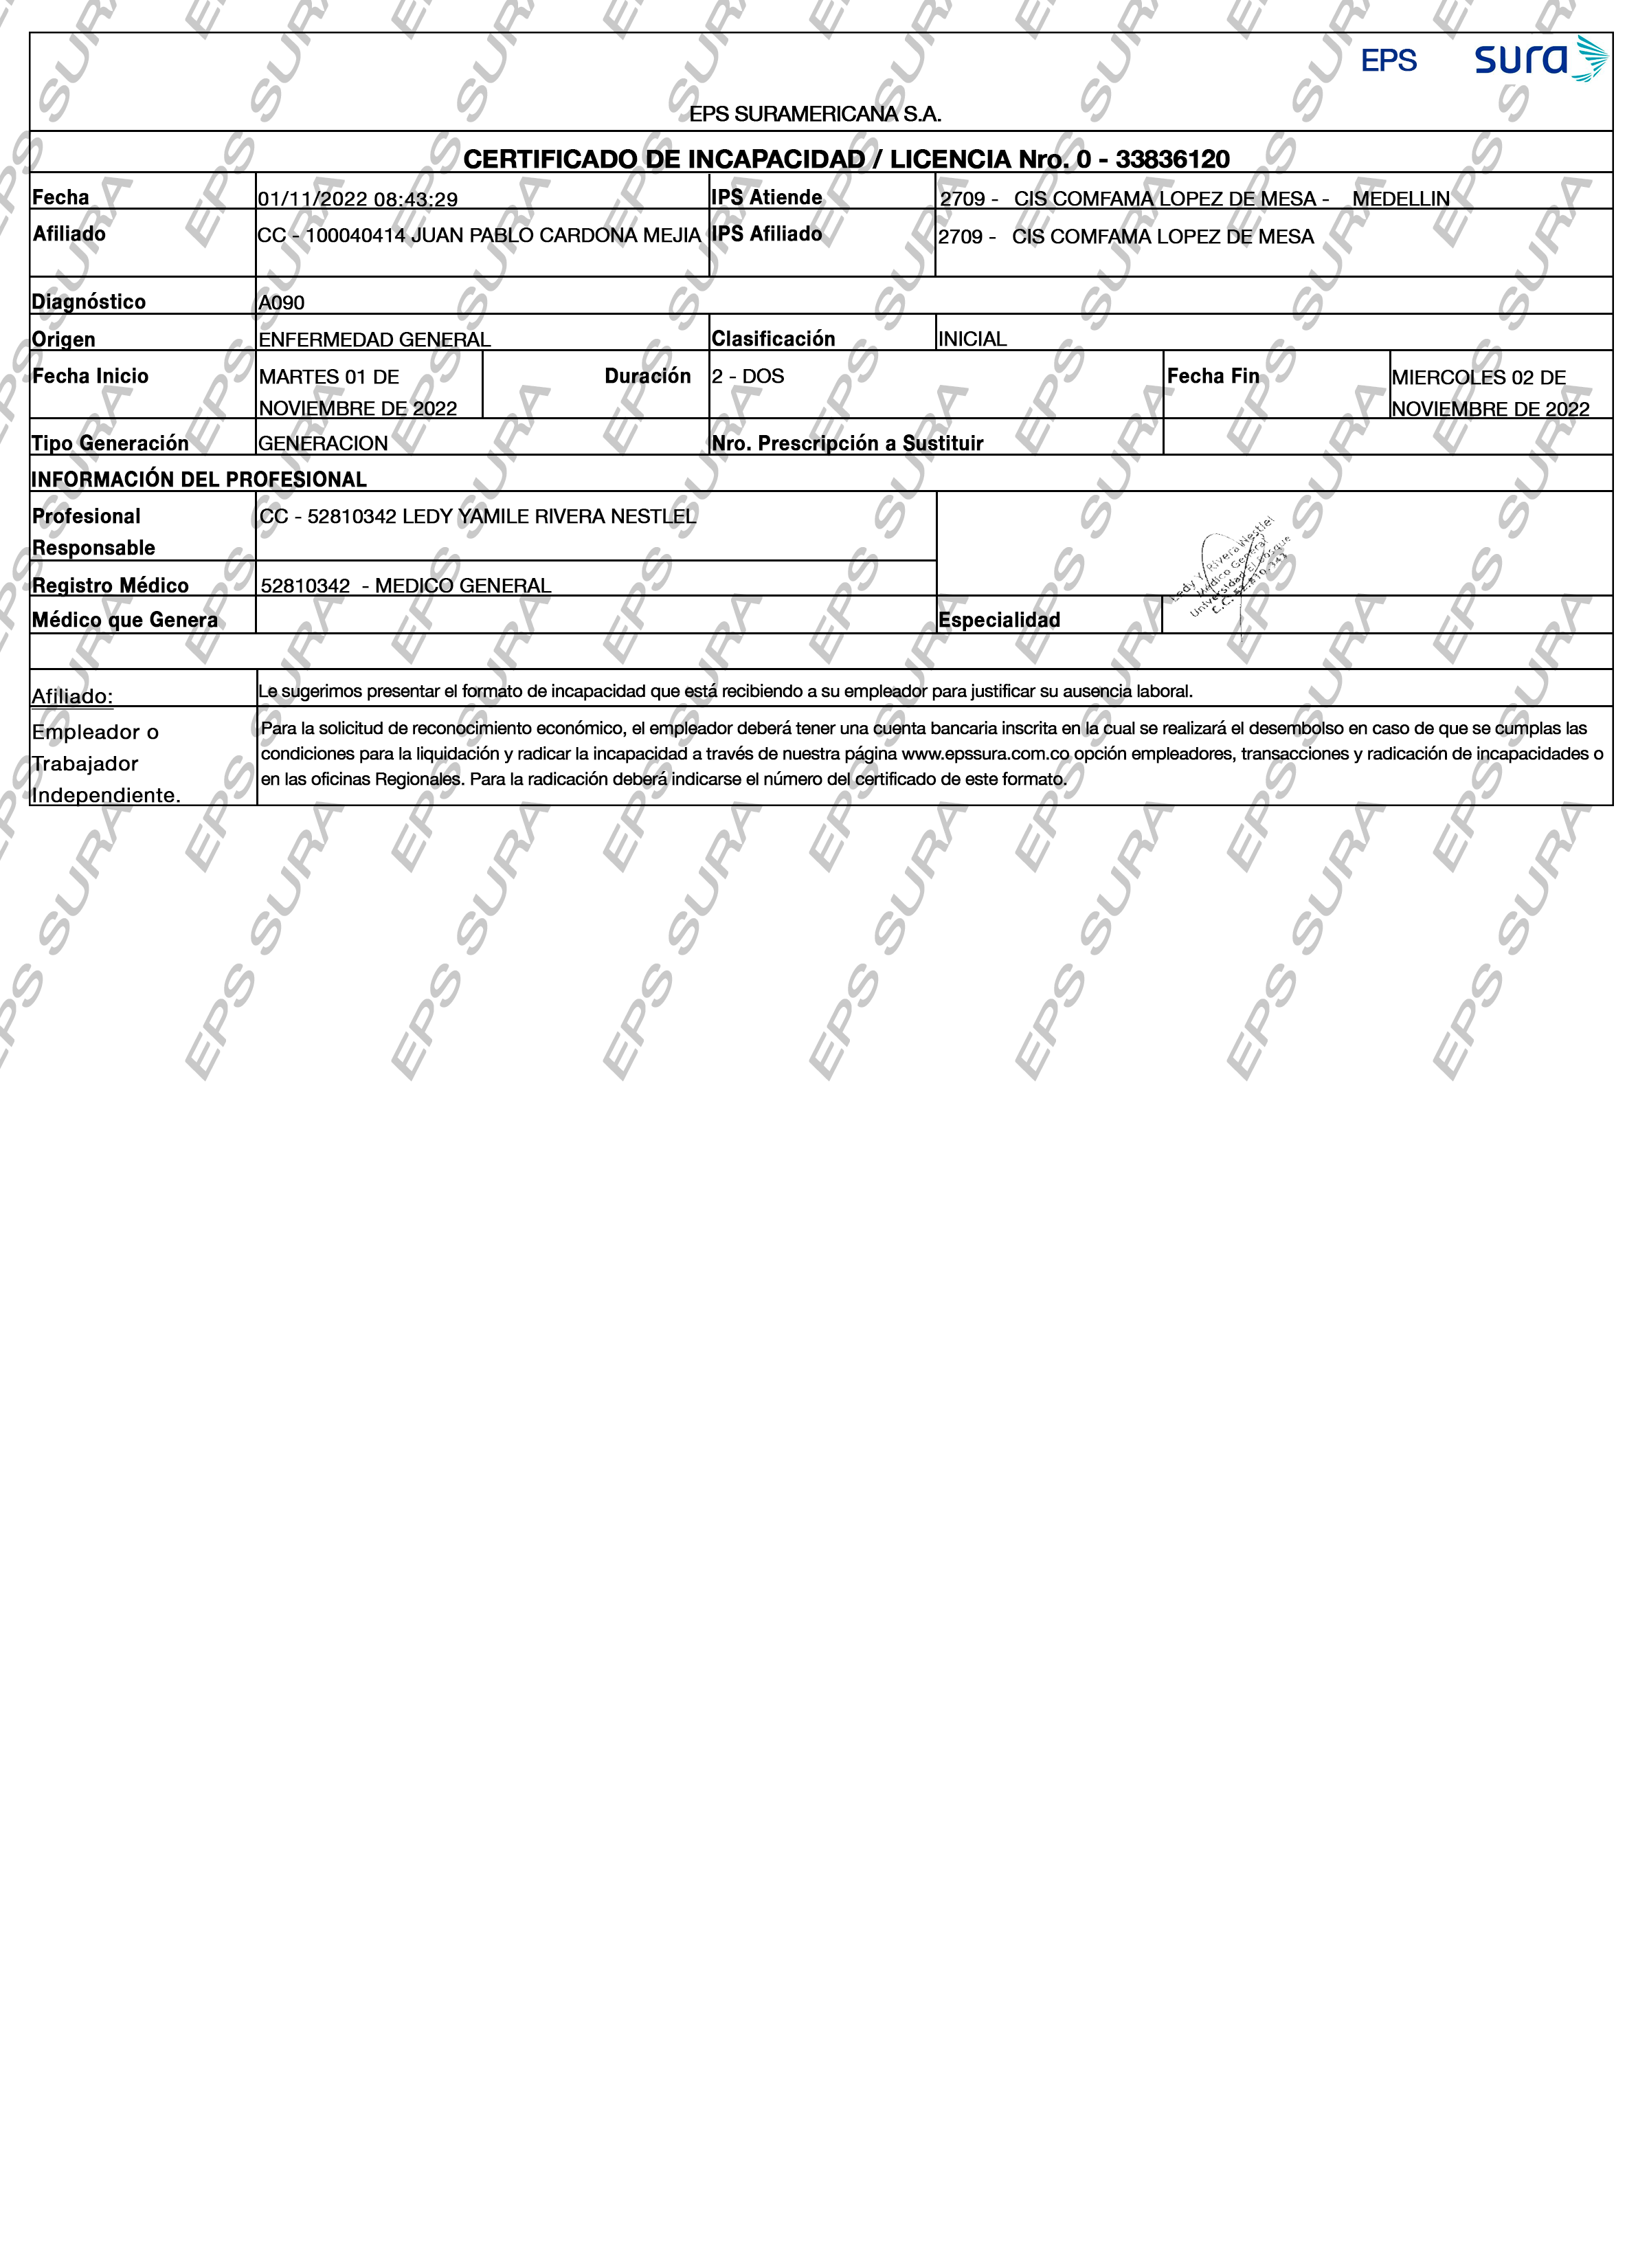 EPS sura
EPS SURAMERICANA S.A.
CERTIFICADO DE INCAPACIDAD / LICENCIA Nro. 0 - 33836120
Fecha 01/11/2022 08:43:29 IPS Atiende 2709 - CIS COMFAMA LOPEZ DE MESA - MEDELLIN
Afiliado CC - 100040414 JUAN PABLO CARDONA MEJIA IPS Afiliado 2709 - CIS COMFAMA LOPEZ DE MESA
Diagnóstico A090
Origen ENFERMEDAD GENERAL Clasificación INICIAL
Fecha Inicio MARTES 01 DE Duración 2 - DOS Fecha Fin MIERCOLES 02 DE
NOVIEMBRE DE 2022 NOVIEMBRE DE 2022
Tipo Generación GENERACION Nro. Prescripción a Sustituir
INFORMACIÓN DEL PROFESIONAL
Profesional CC - 52810342 LEDY YAMILE RIVERA NESTLEL
Responsable
Registro Médico 52810342 - MEDICO GENERAL
Ledy Y. Rivera Nestlel
Médico General
Universidad El Bosque
C.C. 52.810.342
Médico que Genera Especialidad
Afiliado: Le sugerimos presentar el formato de incapacidad que está recibiendo a su empleador para justificar su ausencia laboral.
Empleador o
Trabajador
Independiente.
Para la solicitud de reconocimiento económico, el empleador deberá tener una cuenta bancaria inscrita en la cual se realizará el desembolso en caso de que se cumplas las
condiciones para la liquidación y radicar la incapacidad a través de nuestra página www.epssura.com.co opción empleadores, transacciones y radicación de incapacidades o
en las oficinas Regionales. Para la radicación deberá indicarse el número del certificado de este formato.
EPS SURA